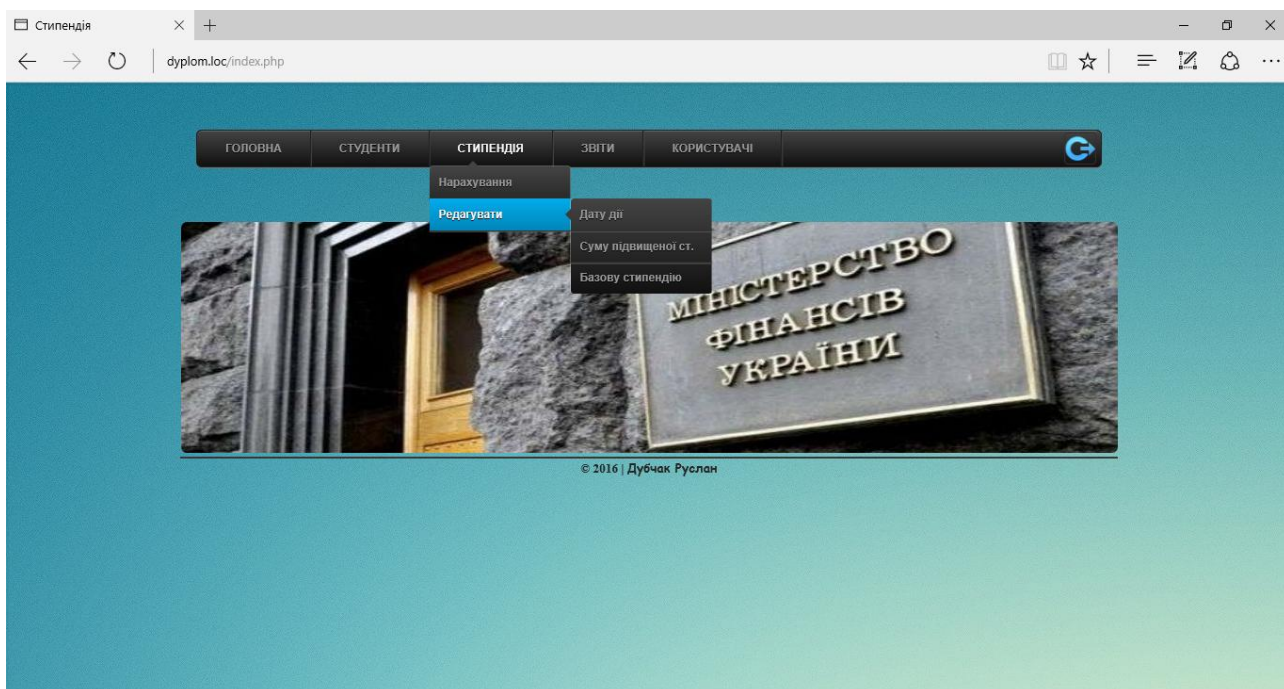 Стипендія
dyplom.loc/index.php
ГОЛОВНА СТУДЕНТИ СТИПЕНДІЯ ЗВІТИ КОРИСТУВАЧІ
Нарахування
Редагувати
Дату дії
Суму підвищеної ст.
Базову стипендію
МІНІСТЕРСТВО
ФІНАНСІВ
УКРАЇНИ
© 2016 | Дубчак Руслан